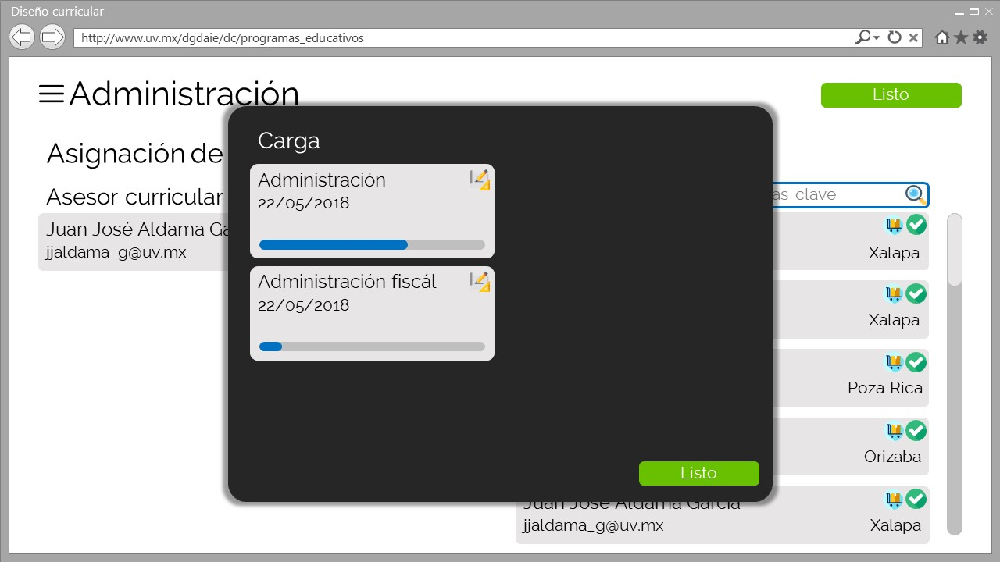 Diseño curricular
http://www.uv.mx/dgdaie/dc/programas_educativos
Administración
Listo
Asignación de
Asesor curricular
Juan José Aldama
jjaldama_g@uv.mx
Carga
Administración
22/05/2018
Administración fiscál
22/05/2018
Listo
clave
Xalapa
Xalapa
Poza Rica
Orizaba
Juan José Aldama García
jjaldama_g@uv.mx
Xalapa